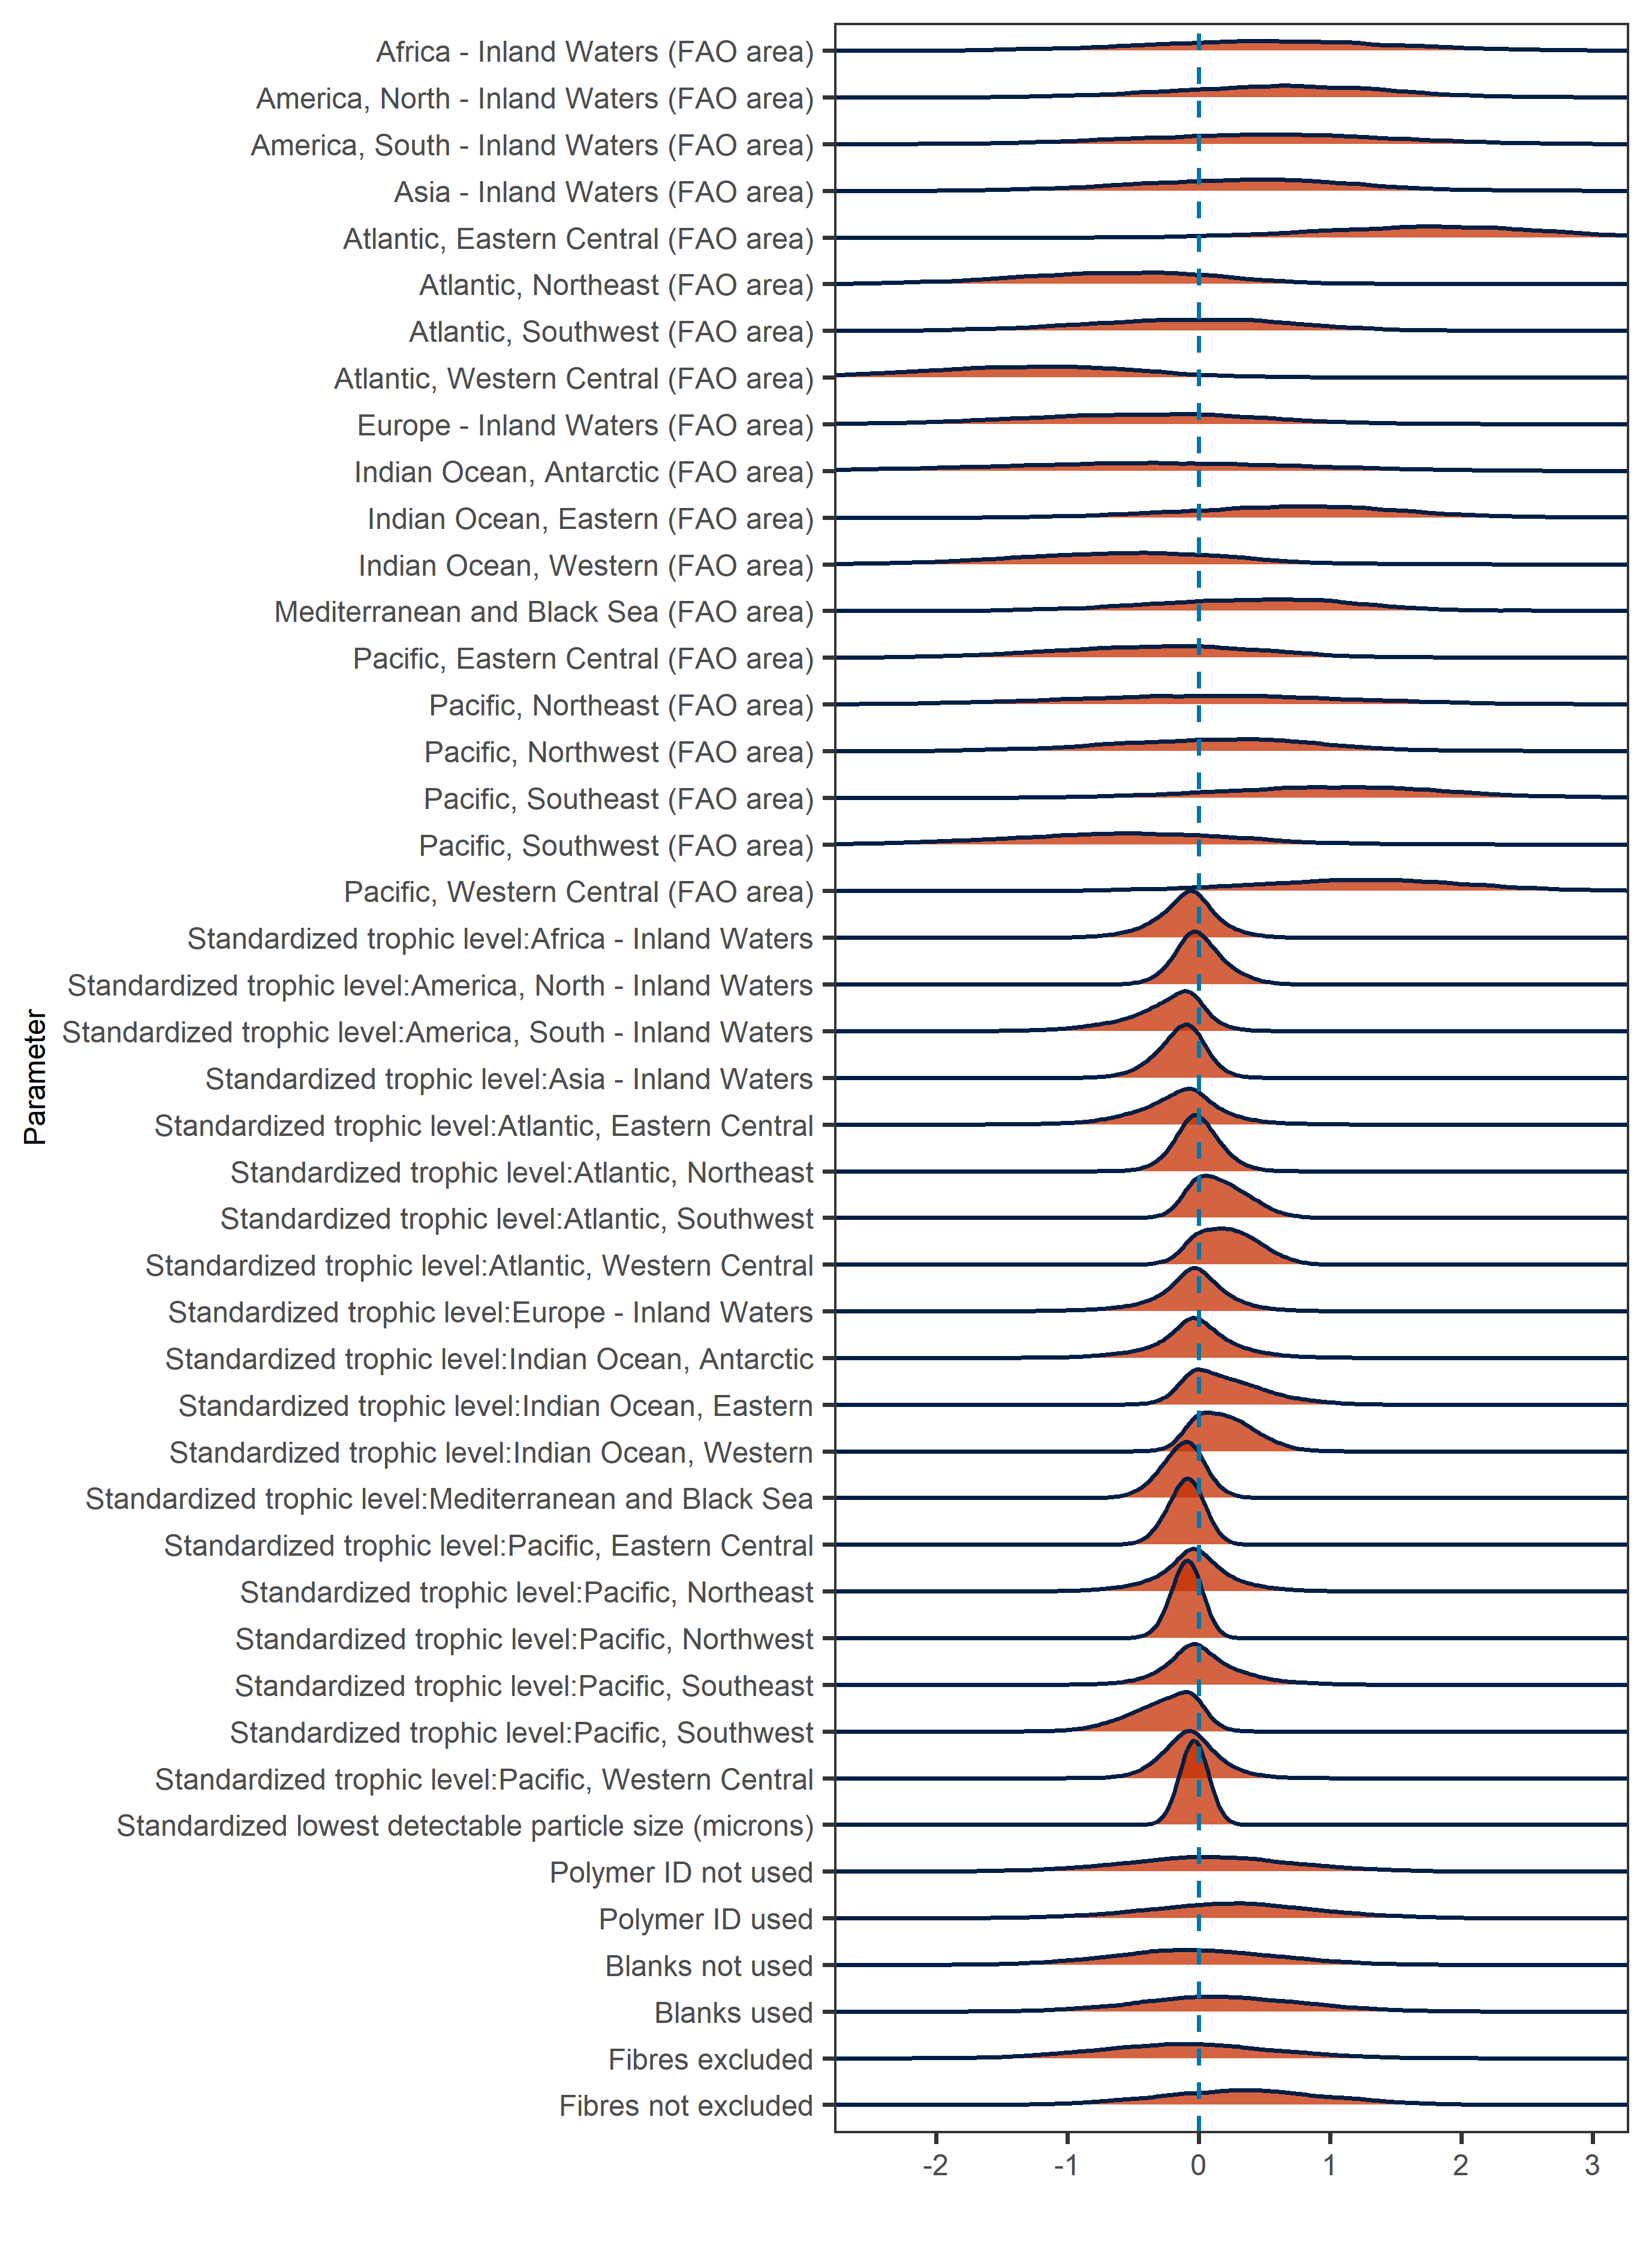 Africa - Inland Waters (FAO area)
America, North - Inland Waters (FAO area)
America, South - Inland Waters (FAO area)
Asia - Inland Waters (FAO area)
Atlantic, Eastern Central (FAO area)
Atlantic, Northeast (FAO area)
Atlantic, Southwest (FAO area)
Atlantic, Western Central (FAO area)
Europe - Inland Waters (FAO area)
Indian Ocean, Antarctic (FAO area)
Indian Ocean, Eastern (FAO area)
Indian Ocean, Western (FAO area)
Mediterranean and Black Sea (FAO area)
Pacific, Eastern Central (FAO area)
Pacific, Northeast (FAO area)
Pacific, Northwest (FAO area)
Pacific, Southeast (FAO area)
Pacific, Southwest (FAO area)
Pacific, Western Central (FAO area)
Standardized trophic level:Africa - Inland Waters
Standardized trophic level:America, North - Inland Waters
Standardized trophic level:America, South - Inland Waters
Standardized trophic level:Asia - Inland Waters
Standardized trophic level:Atlantic, Eastern Central
Standardized trophic level:Atlantic, Northeast
Standardized trophic level:Atlantic, Southwest
Standardized trophic level:Atlantic, Western Central
Standardized trophic level:Europe - Inland Waters
Standardized trophic level:Indian Ocean, Antarctic
Standardized trophic level:Indian Ocean, Eastern
Standardized trophic level:Indian Ocean, Western
Standardized trophic level:Mediterranean and Black Sea
Standardized trophic level:Pacific, Eastern Central
Standardized trophic level:Pacific, Northeast
Standardized trophic level:Pacific, Northwest
Standardized trophic level:Pacific, Southeast
Standardized trophic level:Pacific, Southwest
Standardized trophic level:Pacific, Western Central
Standardized lowest detectable particle size (microns)
Polymer ID not used
Polymer ID used
Blanks not used
Blanks used
Fibres excluded
Fibres not excluded
Parameter
-2 -1 0 1 2 3